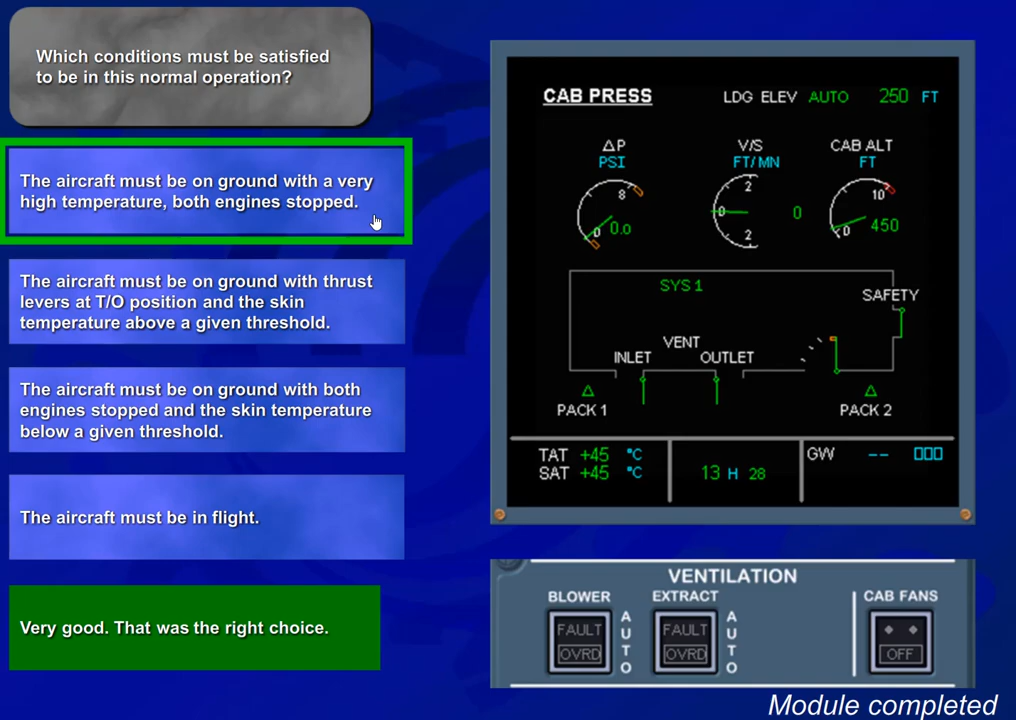 Which conditions must be satisfied
to be in this normal operation?
The aircraft must be on ground with a very
high temperature, both engines stopped.
The aircraft must be on ground with thrust
levers at T/O position and the skin
temperature above a given threshold.
The aircraft must be on ground with both
engines stopped and the skin temperature
below a given threshold.
The aircraft must be in flight.
Very good. That was the right choice.
CAB PRESS LDG ELEV AUTO 250 FT
ΔP V/S CAB ALT
PSI FT/MN FT
8 2 10
0 0.0 0 0 0 450
2
SYS 1
SAFETY
VENT
INLET OUTLET
PACK 1 PACK 2
TAT +45 °C GW -- 000
SAT +45 °C 13 H 28
VENTILATION
BLOWER EXTRACT CAB FANS
FAULT AUTO FAULT AUTO
OVRD OVRD OFF
Module completed